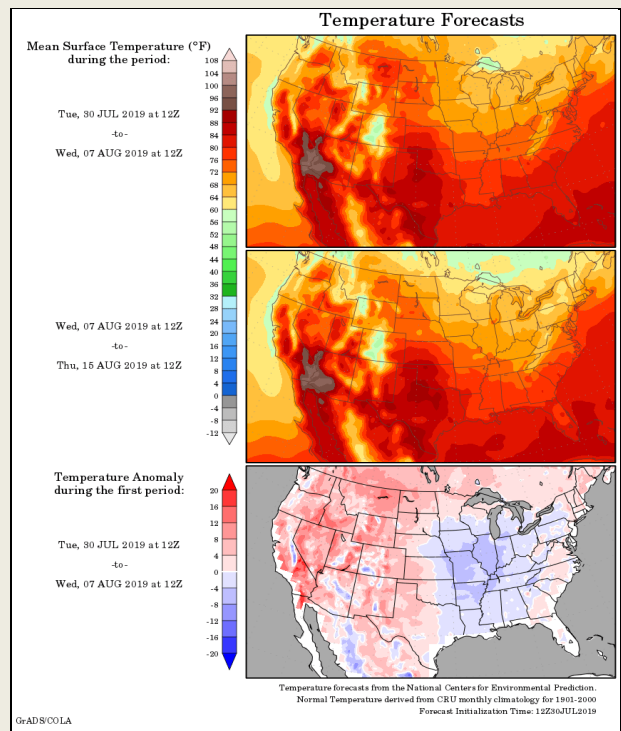 Temperature Forecasts
Mean Surface Temperature (°F)
during the period:
108
104
100
96
92
88
84
80
76
72
68
64
60
56
52
48
44
40
36
32
28
24
20
16
12
8
4
0
-4
-8
-12
Tue, 30 JUL 2019 at 12Z
-to-
Wed, 07 AUG 2019 at 12Z
Wed, 07 AUG 2019 at 12Z
-to-
Thu, 15 AUG 2019 at 12Z
Temperature Anomaly
during the first period:
20
16
12
8
4
0
-4
-8
-12
-16
-20
Tue, 30 JUL 2019 at 12Z
-to-
Wed, 07 AUG 2019 at 12Z
Temperature forecasts from the National Centers for Environmental Prediction.
Normal Temperature derived from CRU monthly climatology for 1901-2000
Forecast Initialization Time: 12Z30JUL2019
GrADS/COLA